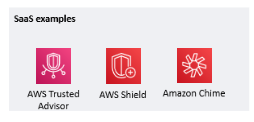 SaaS examples
AWS Trusted
Advisor
AWS Shield
Amazon Chime